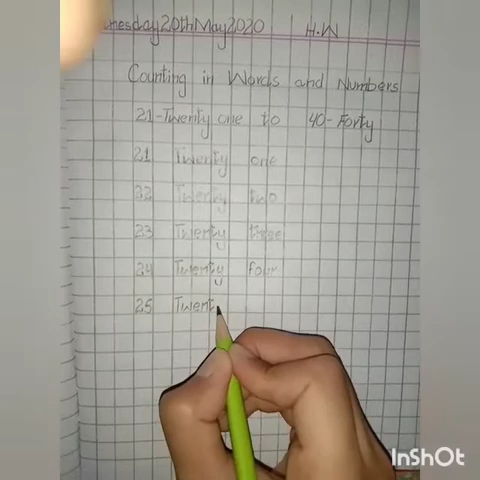 20th May 2020 H.W
Counting in Words and Numbers
21-Twenty one to 40-Forty
21 Twenty one
22 Twenty two
23 Twenty three
24 Twenty four
25 Twent
InShOt